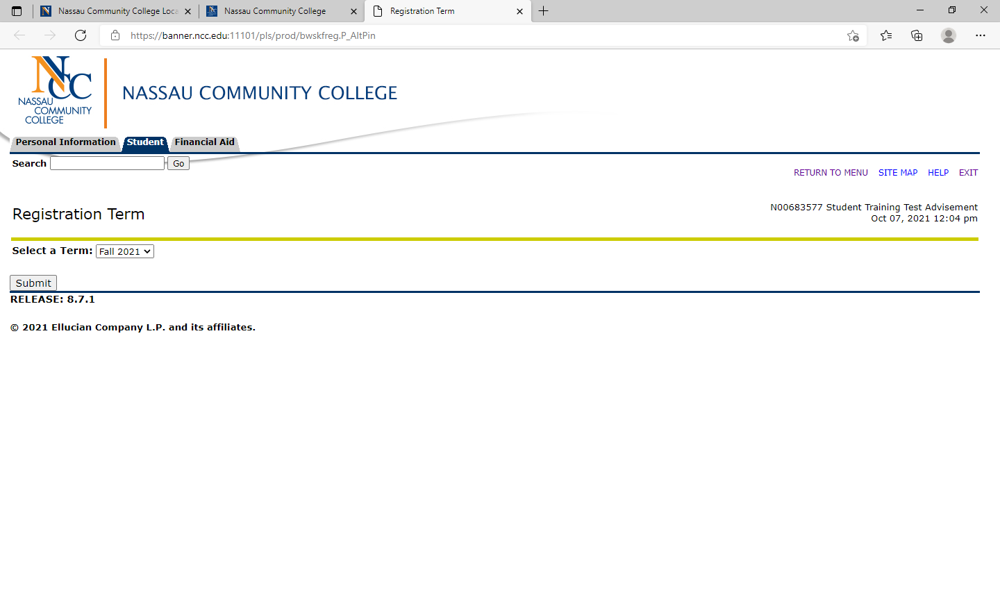 Nassau Community College Loca
Nassau Community College
Registration Term
https://banner.ncc.edu:11101/pls/prod/bwskfreg.P_AltPin
NCC
NASSAU
COMMUNITY
COLLEGE
NASSAU COMMUNITY COLLEGE
Personal Information Student Financial Aid
Search Go
RETURN TO MENU SITE MAP HELP EXIT
Registration Term
N00683577 Student Training Test Advisement
Oct 07, 2021 12:04 pm
Select a Term: Fall 2021
Submit
RELEASE: 8.7.1
© 2021 Ellucian Company L.P. and its affiliates.